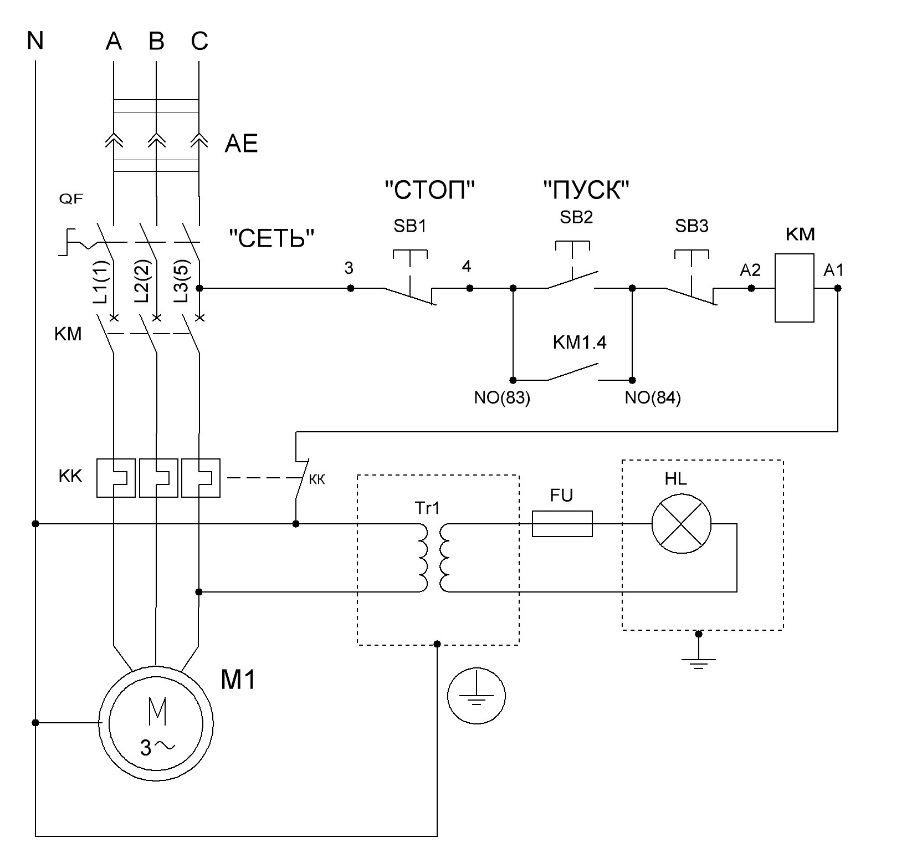 N A B C
AE
QF
"СЕТЬ"
"СТОП"
"ПУСК"
SB1
SB2
SB3
KM
L1(1)
L2(2)
L3(5)
3
4
A2
A1
KM
KM1.4
NO(83)
NO(84)
KK
KK
Tr1
FU
HL
M1
M
3~